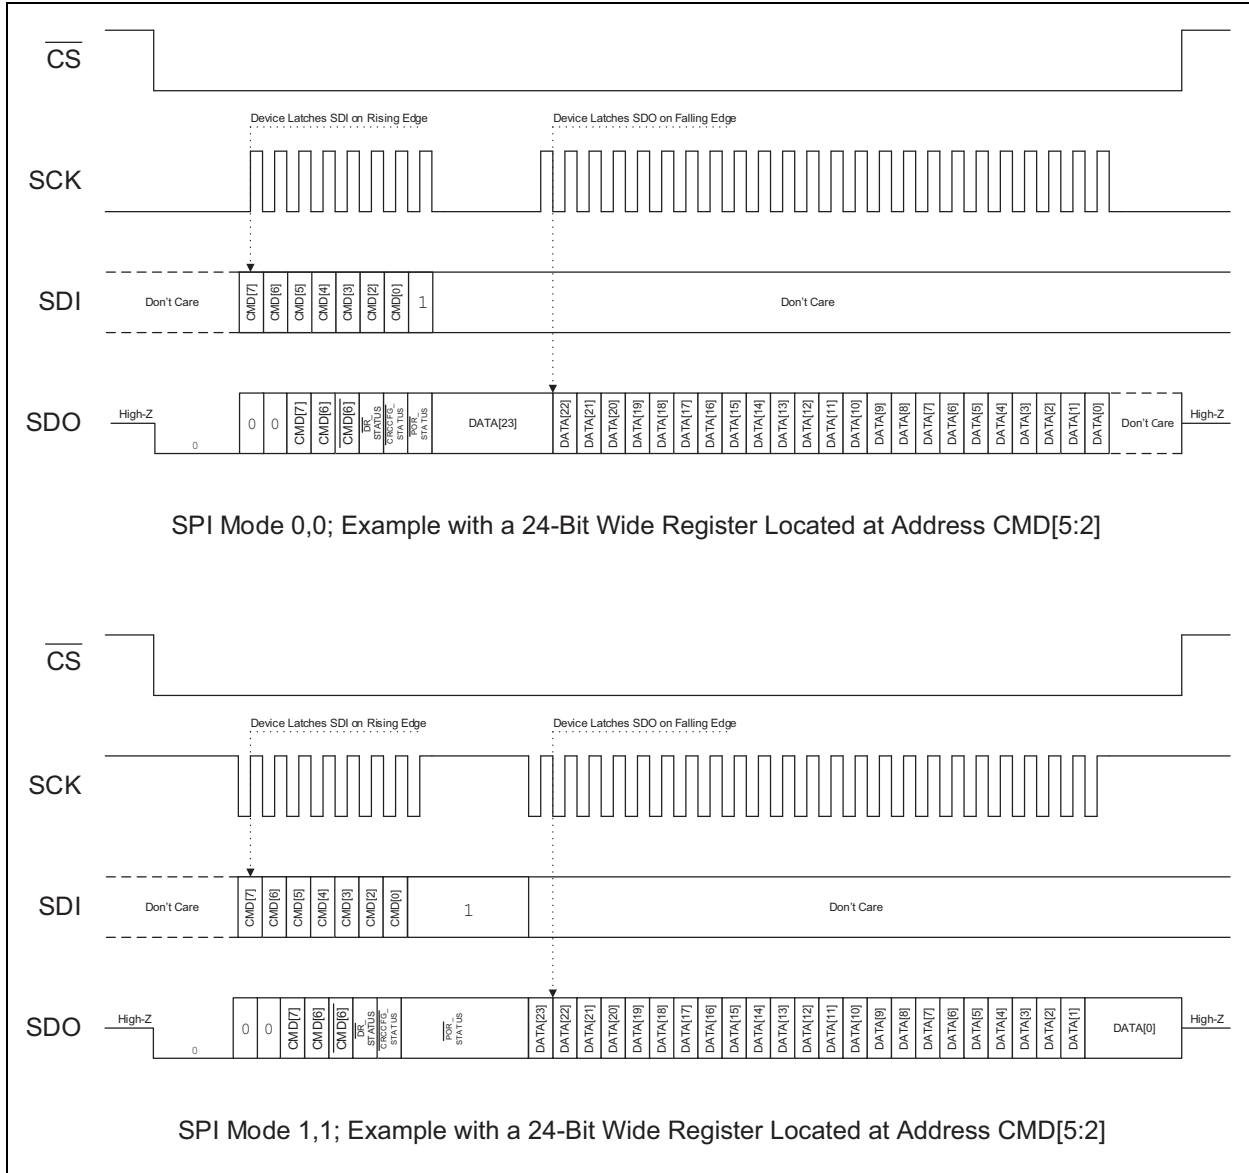 CS
Device Latches SDI on Rising Edge Device Latches SDO on Falling Edge
SCK
SDI Don't Care CMD[7] CMD[6] CMD[5] CMD[4] CMD[3] CMD[2] CMD[0] 1 Don't Care
SDO High-Z 0 0 0 CMD[7] CMD[6] CMD[6] DR_STATUS CRCCFG_STATUS POR_STATUS DATA[23] DATA[22] DATA[21] DATA[20] DATA[19] DATA[18] DATA[17] DATA[16] DATA[15] DATA[14] DATA[13] DATA[12] DATA[11] DATA[10] DATA[9] DATA[8] DATA[7] DATA[6] DATA[5] DATA[4] DATA[3] DATA[2] DATA[1] DATA[0] Don't Care High-Z
SPI Mode 0,0; Example with a 24-Bit Wide Register Located at Address CMD[5:2]
CS
Device Latches SDI on Rising Edge Device Latches SDO on Falling Edge
SCK
SDI Don't Care CMD[7] CMD[6] CMD[5] CMD[4] CMD[3] CMD[2] CMD[0] 1 Don't Care
SDO High-Z 0 0 0 CMD[7] CMD[6] CMD[6] DR_STATUS CRCCFG_STATUS POR_STATUS DATA[23] DATA[22] DATA[21] DATA[20] DATA[19] DATA[18] DATA[17] DATA[16] DATA[15] DATA[14] DATA[13] DATA[12] DATA[11] DATA[10] DATA[9] DATA[8] DATA[7] DATA[6] DATA[5] DATA[4] DATA[3] DATA[2] DATA[1] DATA[0] High-Z
SPI Mode 1,1; Example with a 24-Bit Wide Register Located at Address CMD[5:2]